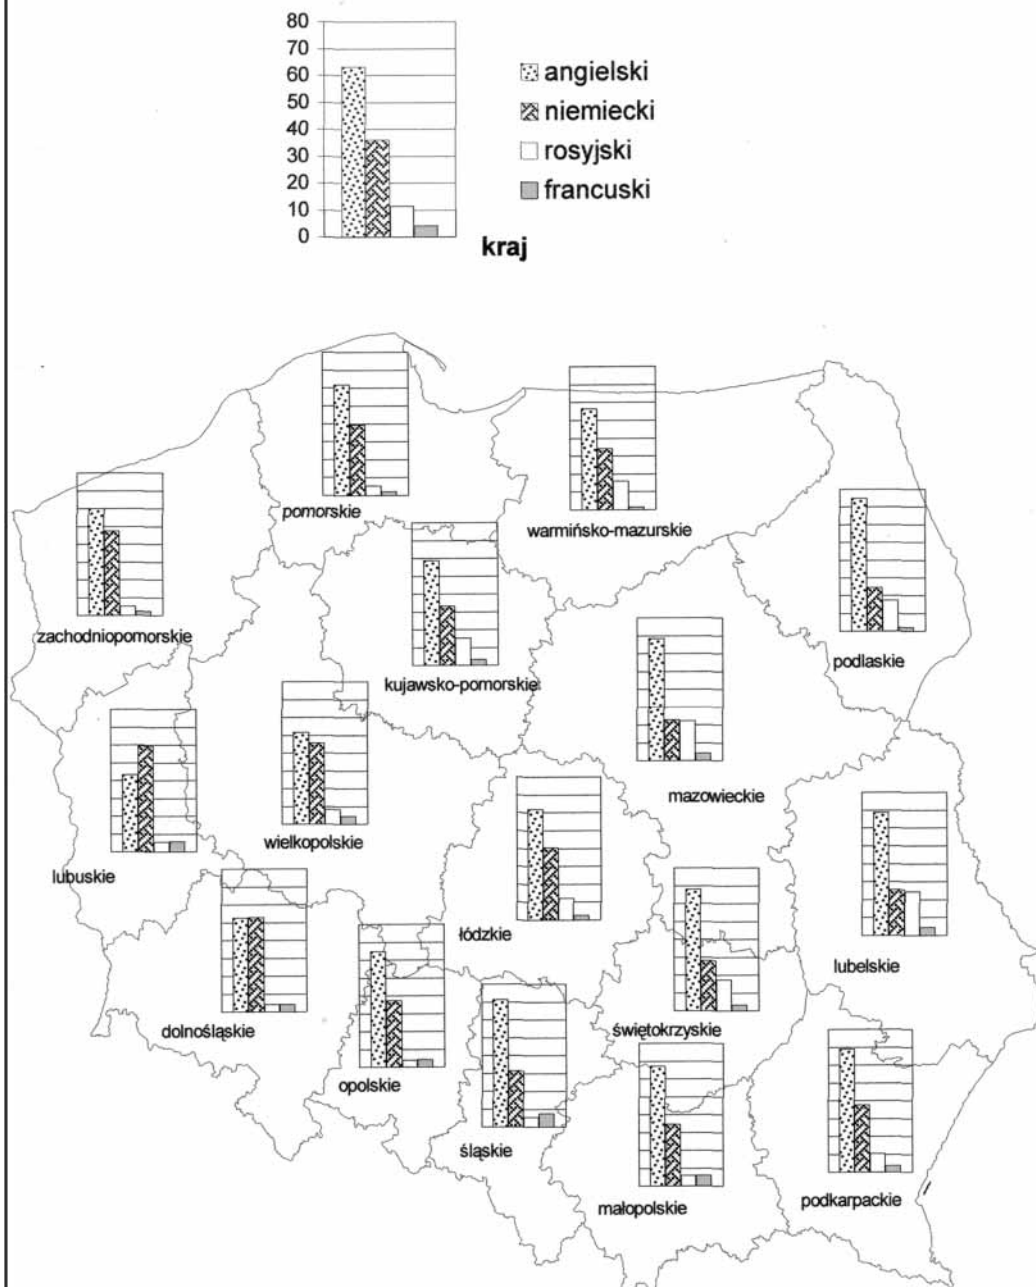 80
70
60
50
40
30
20
10
0
angielski
niemiecki
rosyjski
francuski
kraj
pomorskie
warmińsko-mazurskie
zachodniopomorskie
kujawsko-pomorskie
podlaskie
mazowieckie
wielkopolskie
lubuskie
łódzkie
lubelskie
dolnośląskie
świętokrzyskie
opolskie
śląskie
małopolskie
podkarpackie